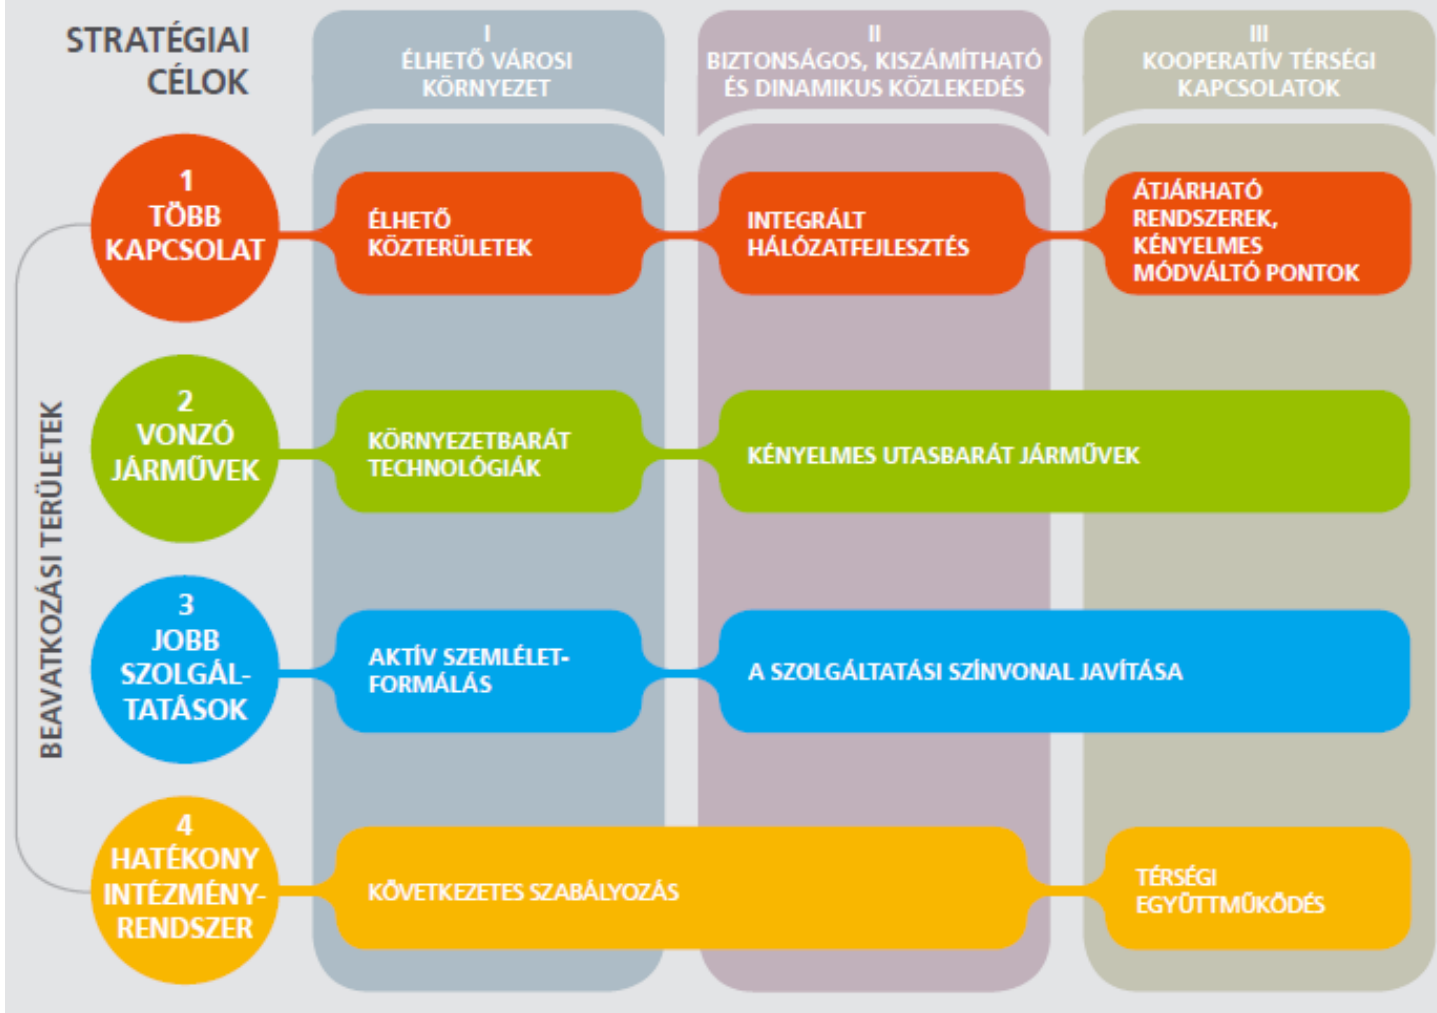 STRATÉGIAI
CÉLOK
I
ÉLHETŐ VÁROSI
KÖRNYEZET
II
BIZTONSÁGOS, KISZÁMÍTHATÓ
ÉS DINAMIKUS KÖZLEKEDÉS
III
KOOPERATÍV TÉRSÉGI
KAPCSOLATOK
BEAVATKOZÁSI TERÜLETEK
1
TÖBB
KAPCSOLAT
ÉLHETŐ
KÖZTERÜLETEK
INTEGRÁLT
HÁLÓZATFEJLESZTÉS
ÁTJÁRHATÓ
RENDSZEREK,
KÉNYELMES
MÓDVÁLTÓ PONTOK
2
VONZÓ
JÁRMŰVEK
KÖRNYEZETBARÁT
TECHNOLÓGIÁK
KÉNYELMES UTASBARÁT JÁRMŰVEK
3
JOBB
SZOLGÁL-
TATÁSOK
AKTÍV SZEMLÉLET-
FORMÁLÁS
A SZOLGÁLTATÁSI SZÍNVONAL JAVÍTÁSA
4
HATÉKONY
INTÉZMÉNY-
RENDSZER
KÖVETKEZETES SZABÁLYOZÁS
TÉRSÉGI
EGYÜTTMŰKÖDÉS